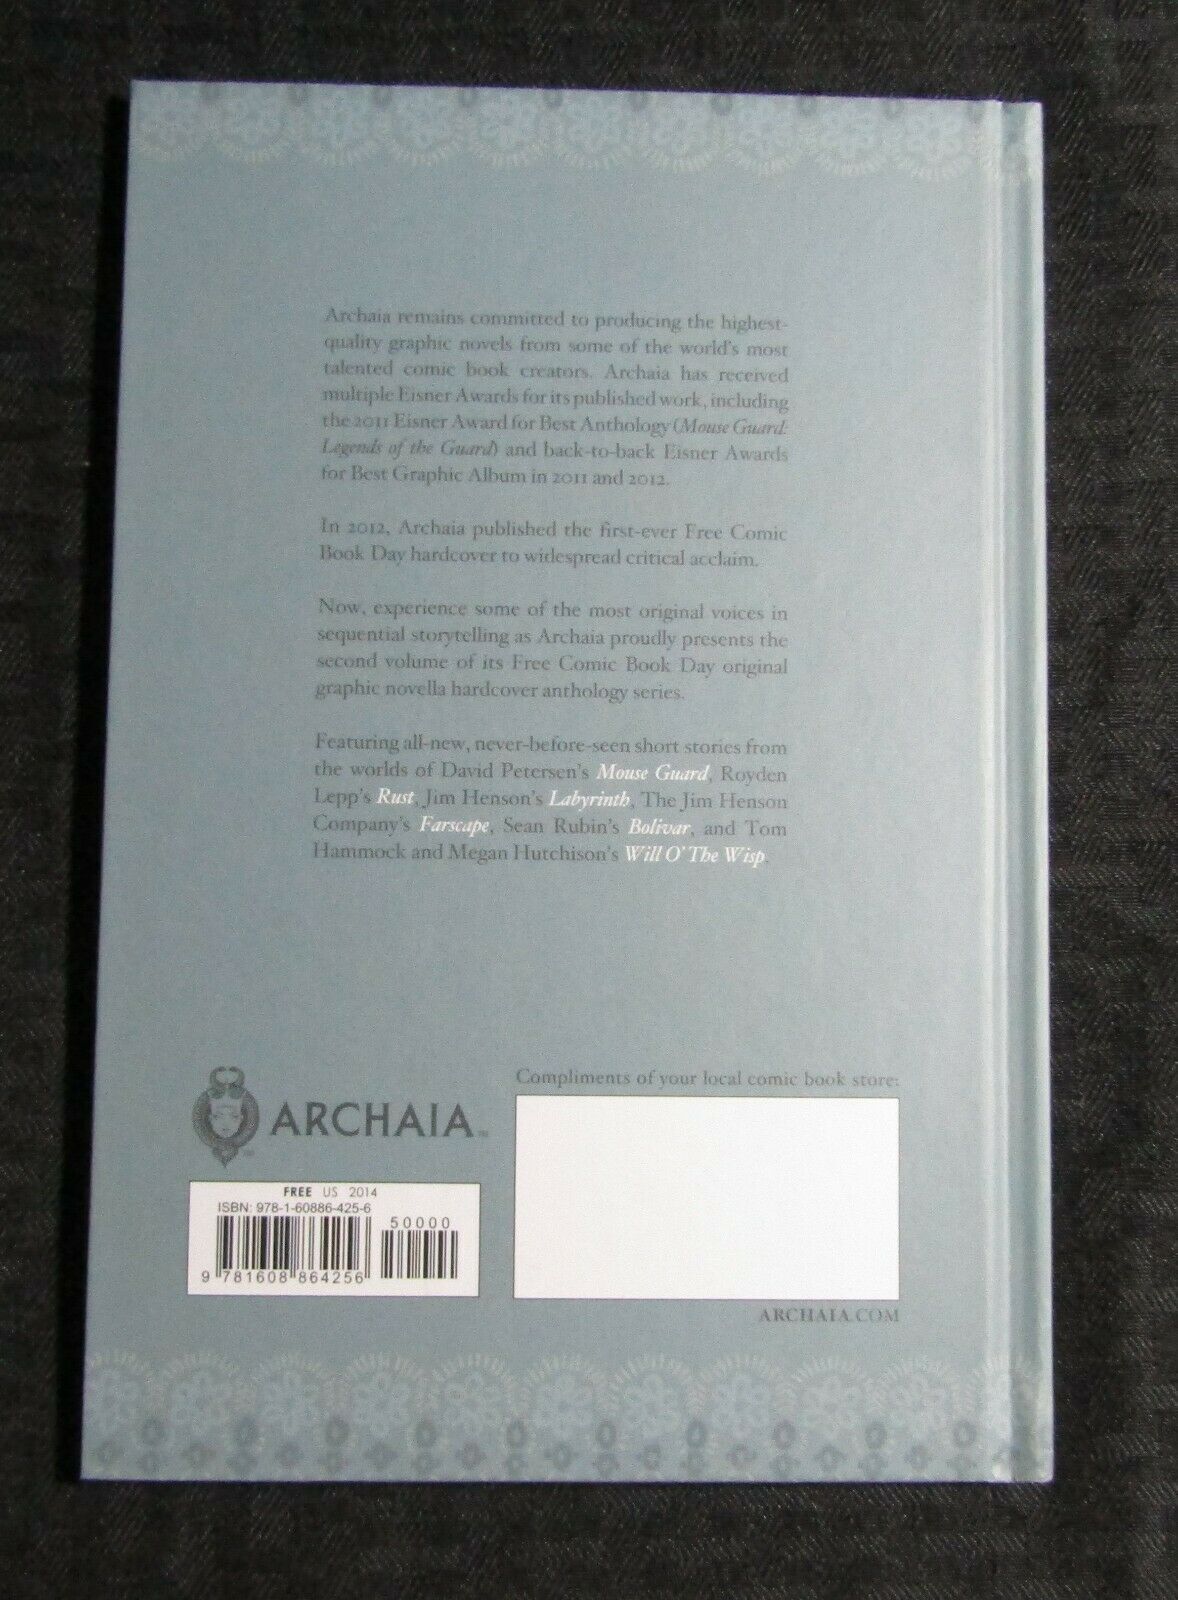 Archaia remains committed to producing the highest-
quality graphic novels from some of the world's most
talented comic book creators. Archaia has received
multiple Eisner Awards for its published work, including
the 2011 Eisner Award for Best Anthology (Mouse Guard:
Legends of the Guard) and back-to-back Eisner Awards
for Best Graphic Album in 2011 and 2012.
In 2012, Archaia published the first-ever Free Comic
Book Day hardcover to widespread critical acclaim.
Now, experience some of the most original voices in
sequential storytelling as Archaia proudly presents the
second volume of its Free Comic Book Day original
graphic novella hardcover anthology series.
Featuring all-new, never-before-seen short stories from
the worlds of David Petersen's Mouse Guard, Royden
Lepp's Rust, Jim Henson's Labyrinth, The Jim Henson
Company's Farscape, Sean Rubin's Bolivar, and Tom
Hammock and Megan Hutchison's Will O' The Wisp.
ARCHAIA™
FREE US 2014
ISBN: 978-1-60886-425-6
50000
9 781608 864256
Compliments of your local comic book store:
ARCHAIA.COM